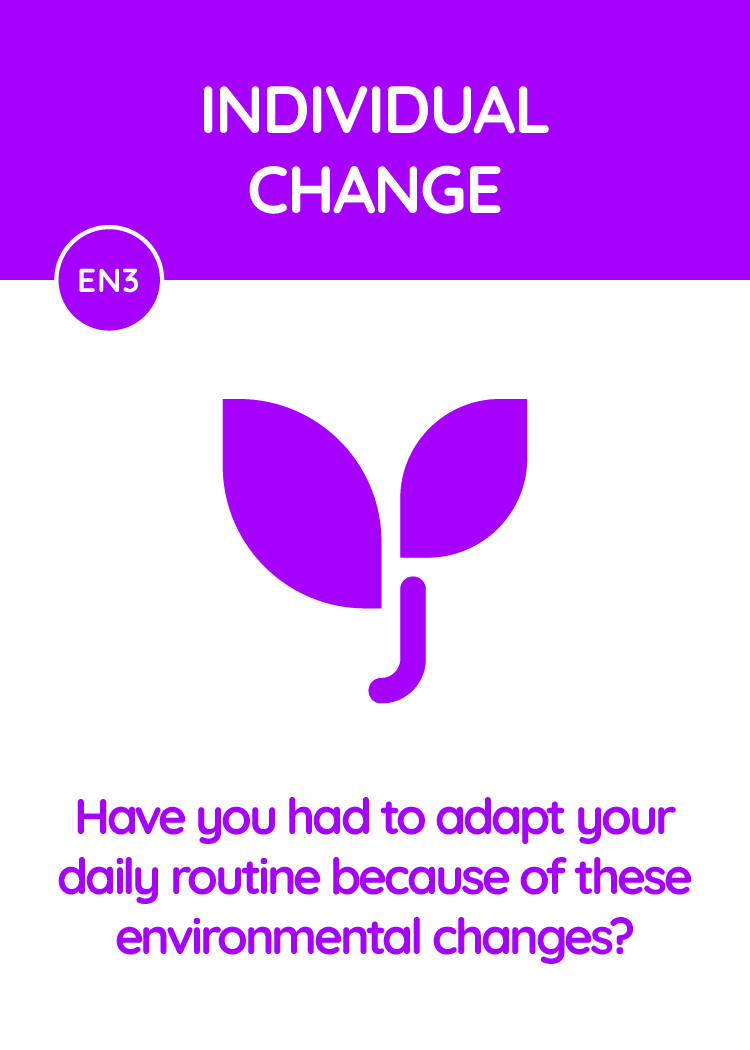 INDIVIDUAL
CHANGE
EN3
Have you had to adapt your
daily routine because of these
environmental changes?